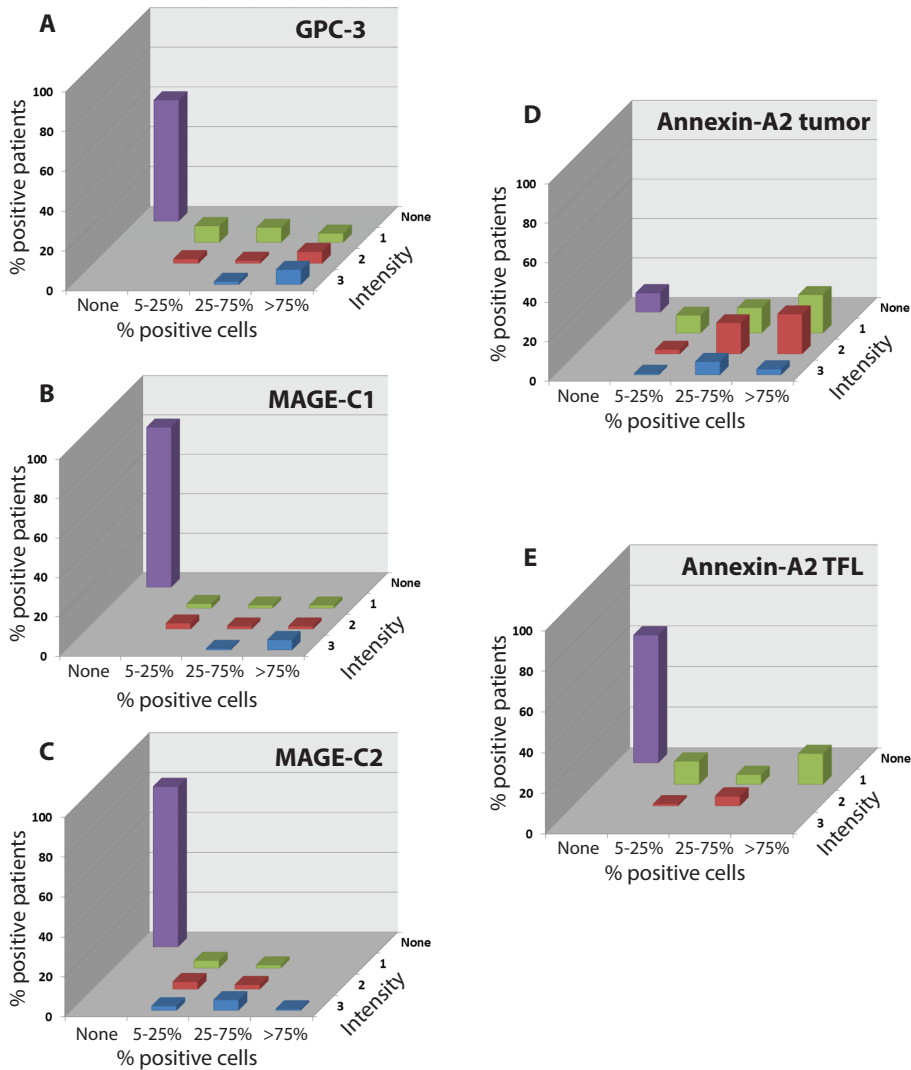 A
GPC-3
% positive patients
100
80
60
40
20
0
None 5-25% 25-75% >75%
% positive cells
None
1
2
3
Intensity
B
MAGE-C1
% positive patients
100
80
60
40
20
0
None 5-25% 25-75% >75%
% positive cells
None
1
2
3
Intensity
C
MAGE-C2
% positive patients
100
80
60
40
20
0
None 5-25% 25-75% >75%
% positive cells
None
1
2
3
Intensity
D
Annexin-A2 tumor
% positive patients
100
80
60
40
20
0
None 5-25% 25-75% >75%
% positive cells
None
1
2
3
Intensity
E
Annexin-A2 TFL
% positive patients
100
80
60
40
20
0
None 5-25% 25-75% >75%
% positive cells
None
1
2
3
Intensity